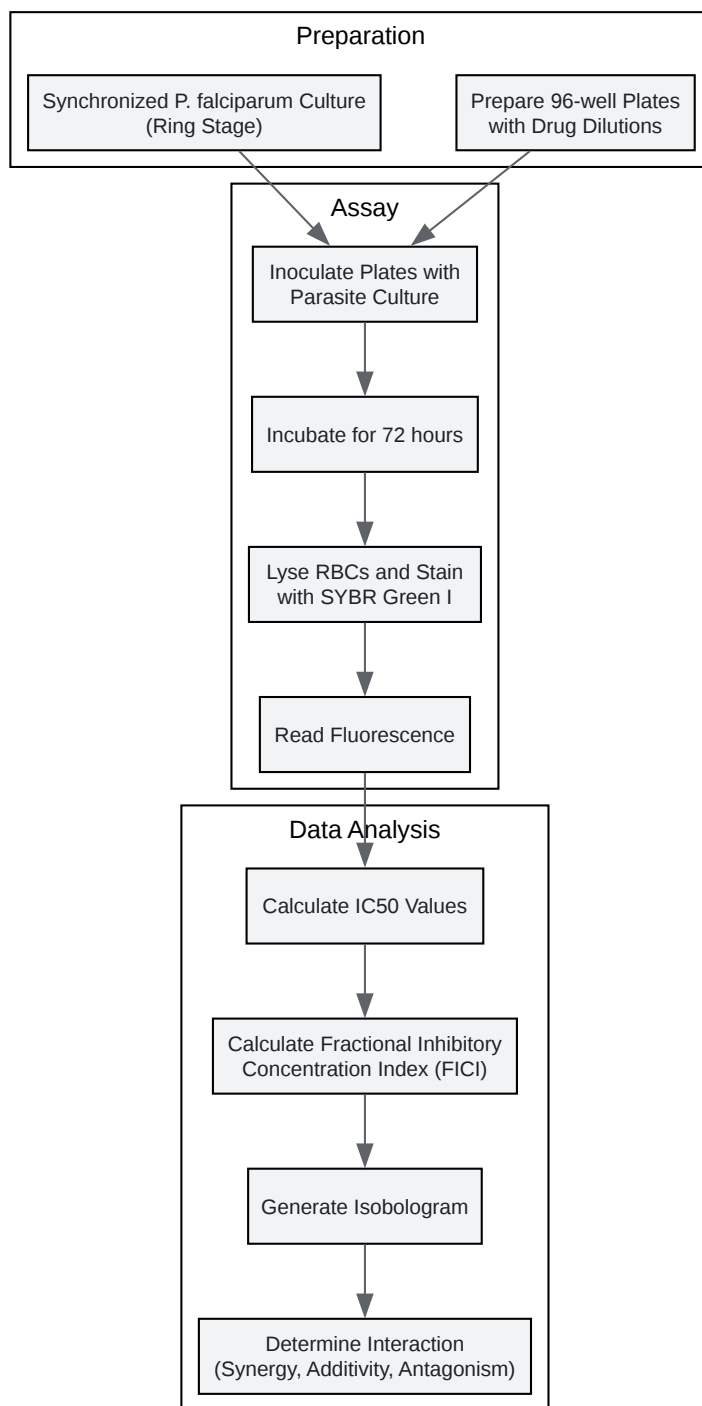 Preparation
Synchronized P. falciparum Culture
(Ring Stage)
Prepare 96-well Plates
with Drug Dilutions
Assay
Inoculate Plates with
Parasite Culture
Incubate for 72 hours
Lyse RBCs and Stain
with SYBR Green I
Read Fluorescence
Data Analysis
Calculate IC50 Values
Calculate Fractional Inhibitory
Concentration Index (FICI)
Generate Isobologram
Determine Interaction
(Synergy, Additivity, Antagonism)